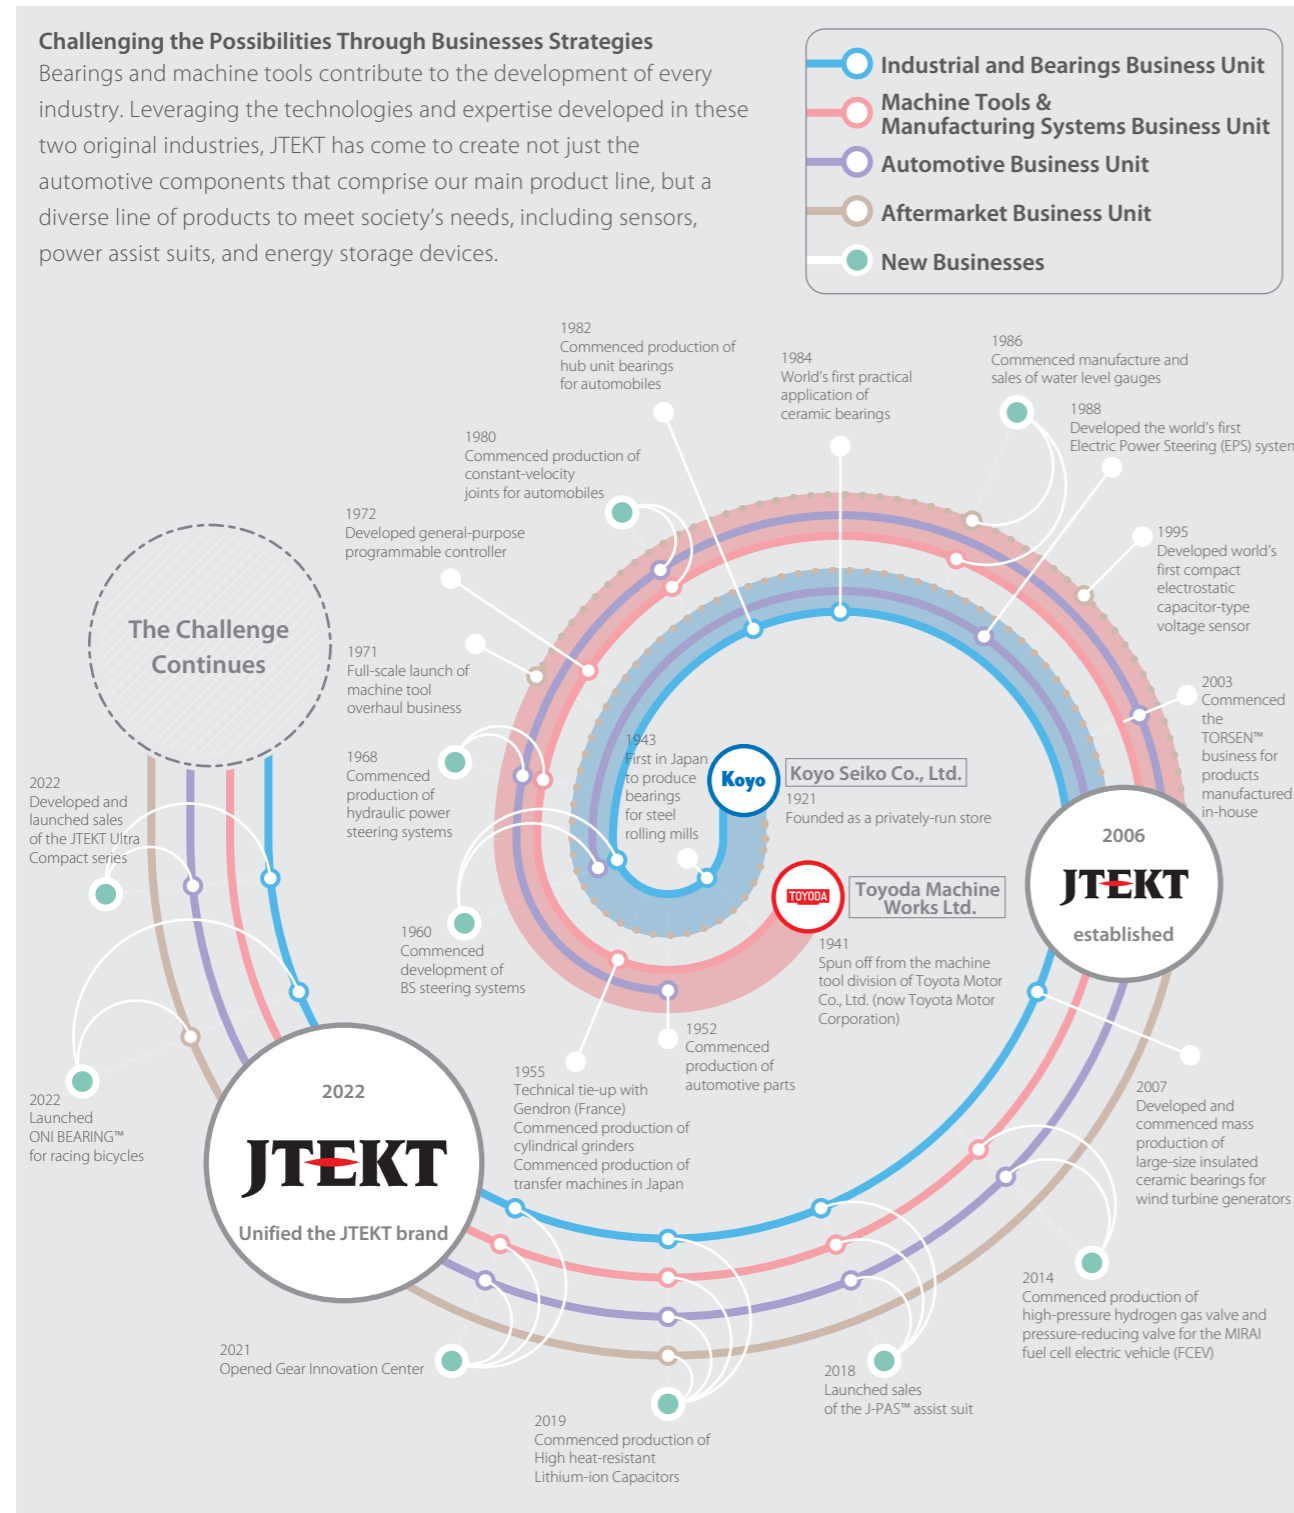 Challenging the Possibilities Through Businesses Strategies
Bearings and machine tools contribute to the development of every
industry. Leveraging the technologies and expertise developed in these
two original industries, JTEKT has come to create not just the
automotive components that comprise our main product line, but a
diverse line of products to meet society's needs, including sensors,
power assist suits, and energy storage devices.
Industrial and Bearings Business Unit
Machine Tools &
Manufacturing Systems Business Unit
Automotive Business Unit
Aftermarket Business Unit
New Businesses
1982
Commenced production of
hub unit bearings
for automobiles
1984
World's first practical
application of
ceramic bearings
1986
Commenced manufacture and
sales of water level gauges
1988
Developed the world's first
Electric Power Steering (EPS) system
1980
Commenced production of
constant-velocity
joints for automobiles
1972
Developed general-purpose
programmable controller
1995
Developed world's
first compact
electrostatic
capacitor-type
voltage sensor
The Challenge
Continues
1971
Full-scale launch of
machine tool
overhaul business
2003
Commenced
the
TORSEN™
business for
products
manufactured
in-house
1968
Commenced
production of
hydraulic power
steering systems
1943
First in Japan
to produce
bearings
for steel
rolling mills
Koyo
Koyo Seiko Co., Ltd.
1921
Founded as a privately-run store
2022
Developed and
launched sales
of the JTEKT Ultra
Compact series
2006
JTEKT
established
TOYODA
Toyoda Machine
Works Ltd.
1941
Spun off from the machine
tool division of Toyota Motor
Co., Ltd. (now Toyota Motor
Corporation)
1960
Commenced
development of
BS steering systems
1952
Commenced
production of
automotive parts
1955
Technical tie-up with
Gendron (France)
Commenced production of
cylindrical grinders
Commenced production of
transfer machines in Japan
2022
Launched
ONI BEARING™
for racing bicycles
2022
JTEKT
Unified the JTEKT brand
2007
Developed and
commenced mass
production of
large-size insulated
ceramic bearings for
wind turbine generators
2014
Commenced production of
high-pressure hydrogen gas valve and
pressure-reducing valve for the MIRAI
fuel cell electric vehicle (FCEV)
2021
Opened Gear Innovation Center
2018
Launched sales
of the J-PAS™ assist suit
2019
Commenced production of
High heat-resistant
Lithium-ion Capacitors